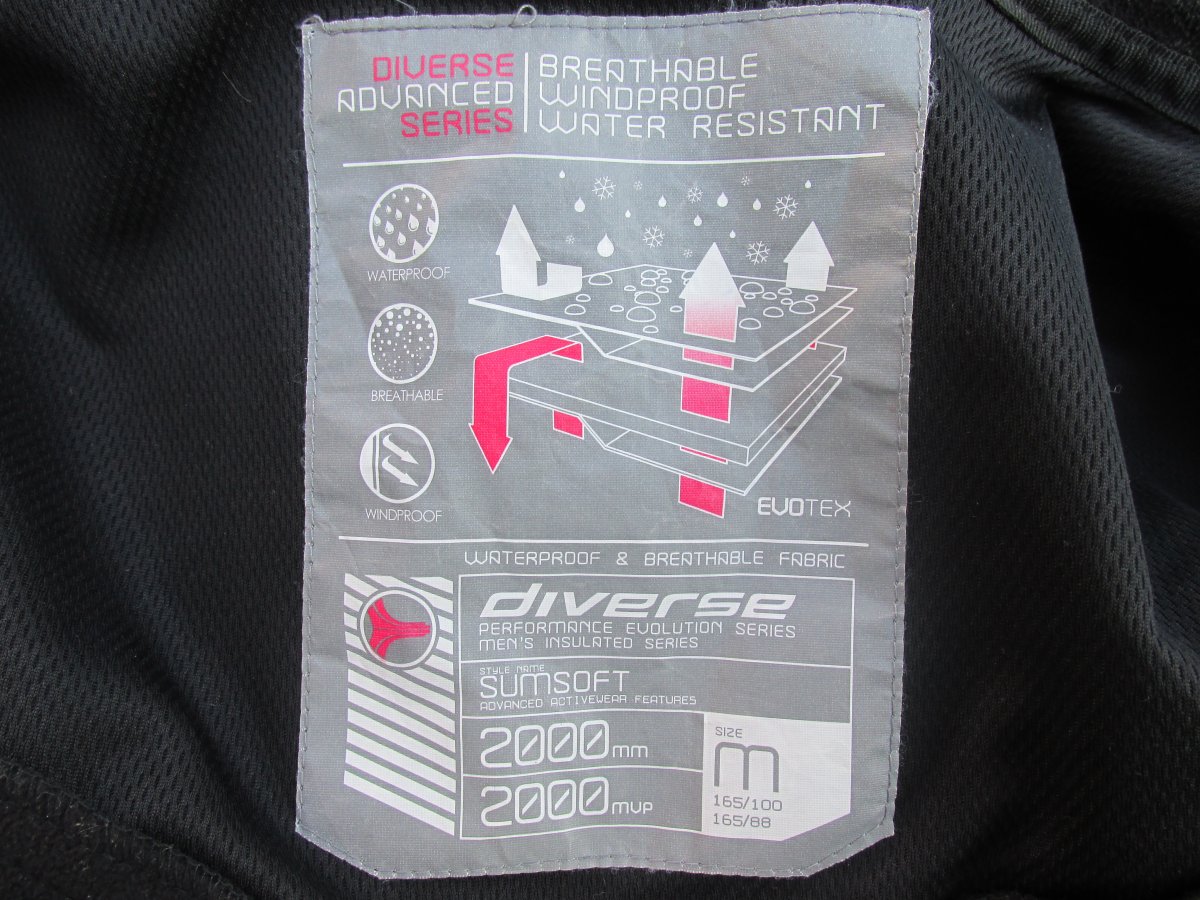 DIVERSE
ADVANCED
SERIES
BREATHABLE
WINDPROOF
WATER RESISTANT
WATERPROOF
BREATHABLE
WINDPROOF
EVOTEX
WATERPROOF & BREATHABLE FABRIC
diverse
PERFORMANCE EVOLUTION SERIES
MEN'S INSULATED SERIES
STYLE NAME
SUMSOFT
ADVANCED ACTIVEWEAR FEATURES
2000mm
2000mvp
SIZE
m
165/100
165/88